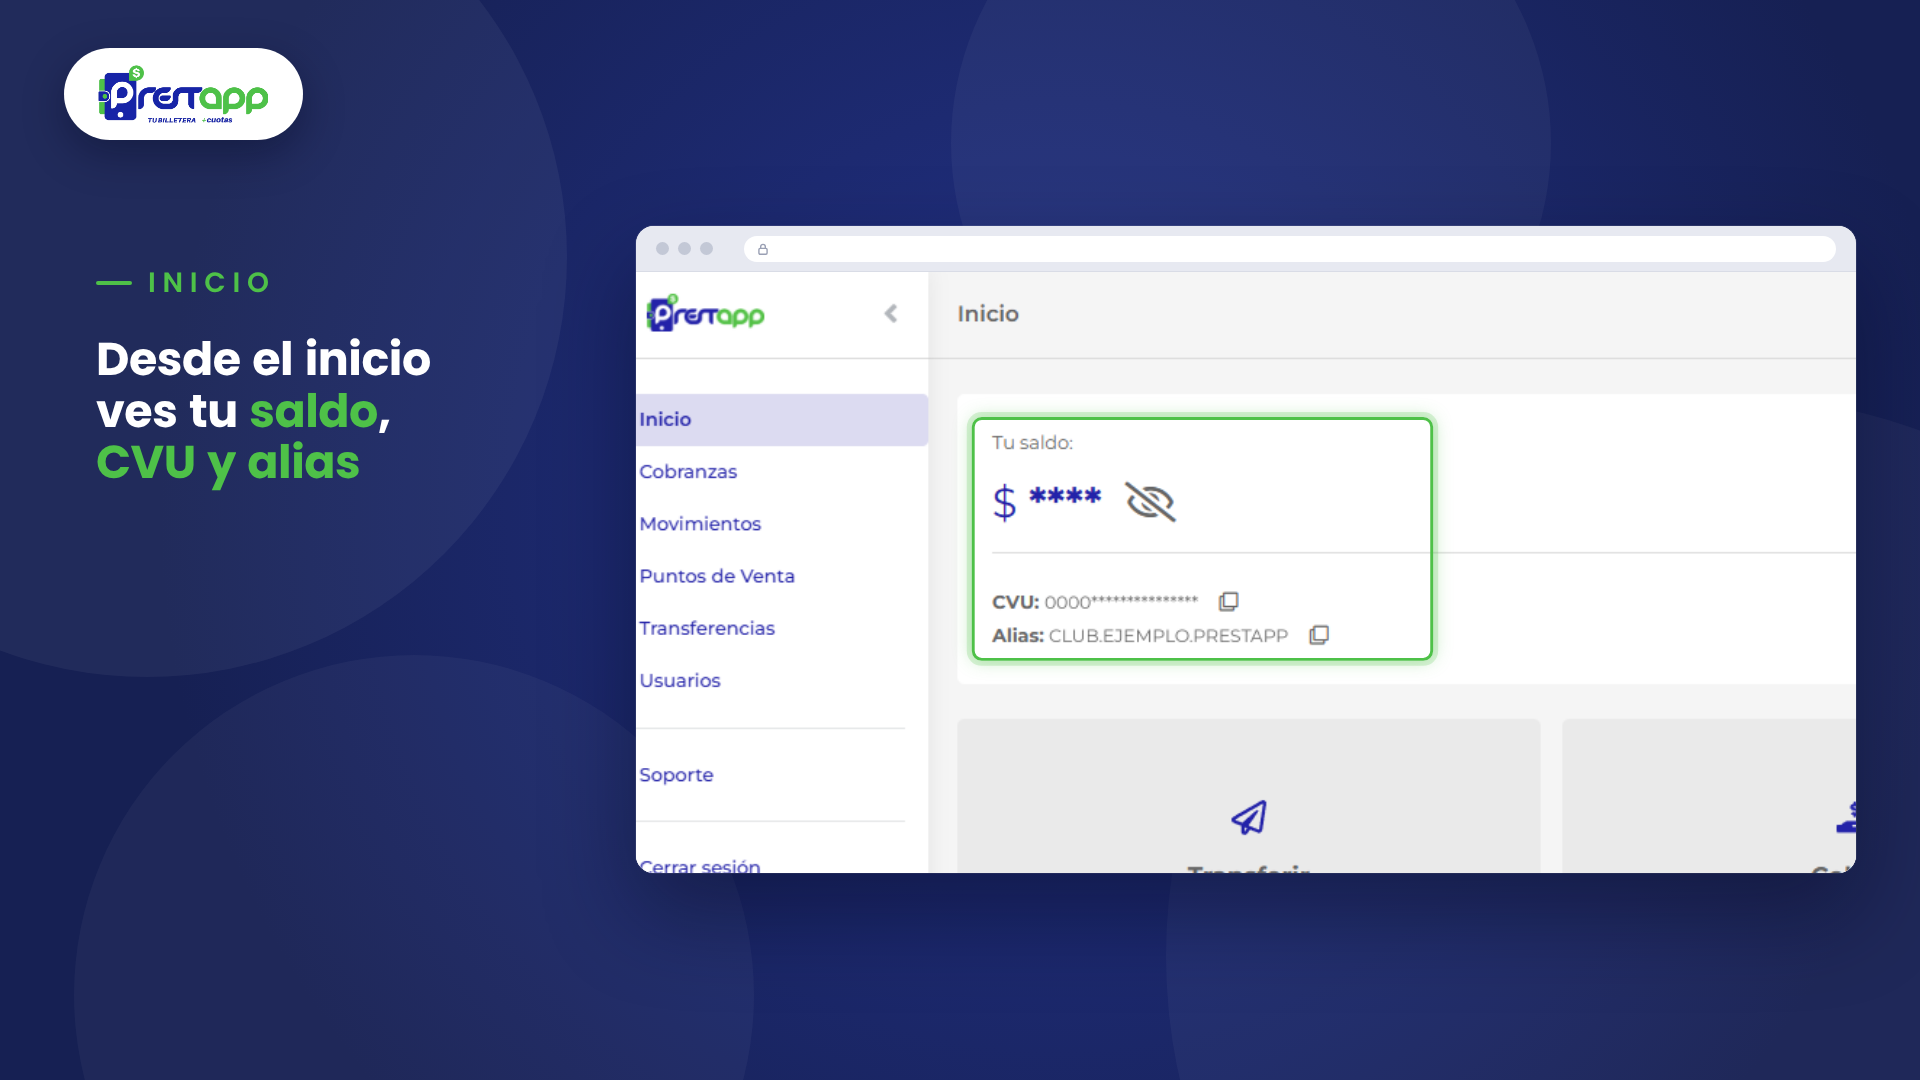 Prestapp
TU BILLETERA +cuotas
INICIO
Desde el inicio
ves tu saldo,
CVU y alias
Prestapp
Inicio
Inicio
Cobranzas
Movimientos
Puntos de Venta
Transferencias
Usuarios
Soporte
Cerrar sesión
Tu saldo:
$ ****
CVU: 0000***************
Alias: CLUB.EJEMPLO.PRESTAPP
Transferir